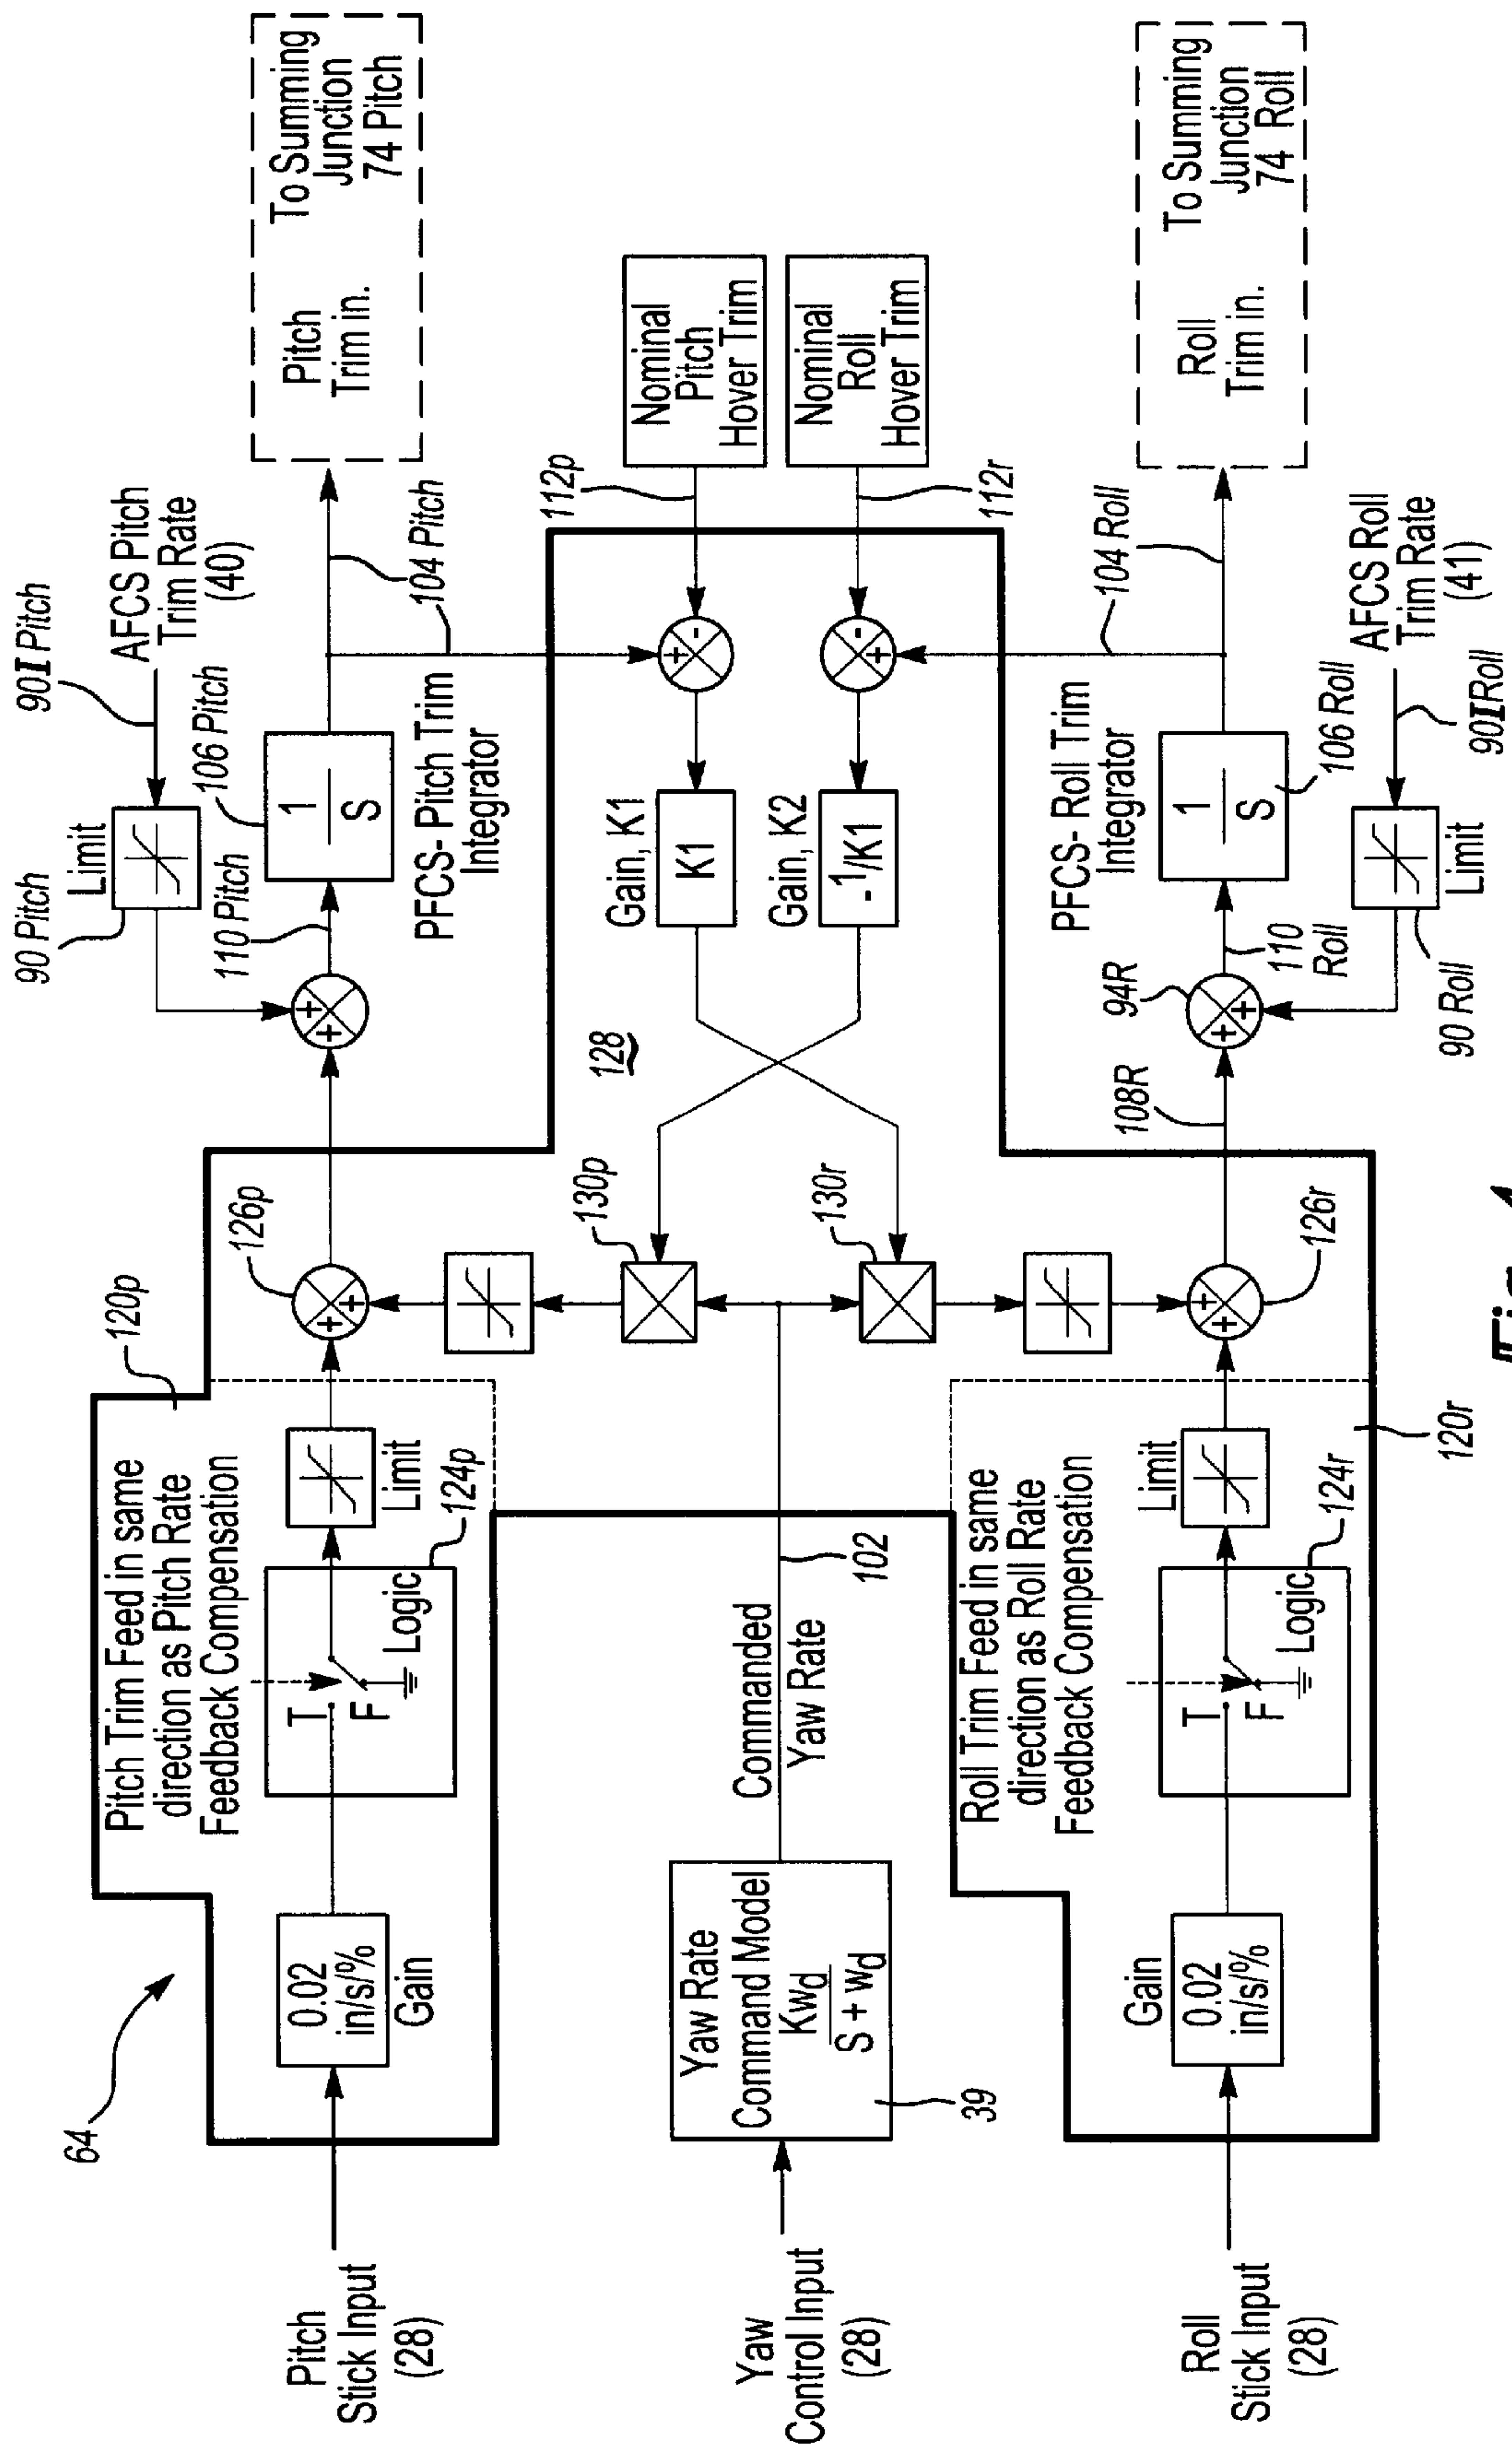 64
Pitch
Stick Input
(28)
0.02
in/s/%
Gain
Pitch Trim Feed in same
direction as Pitch Rate
Feedback Compensation
T
F
Logic
124p
Limit
120p
126p
90 Pitch
Limit
90I Pitch
AFCS Pitch
Trim Rate
(40)
110 Pitch
106 Pitch
1
S
PFCS- Pitch Trim
Integrator
104 Pitch
Pitch
Trim in.
To Summing
Junction
74 Pitch
Yaw
Control Input
(28)
Yaw Rate
Command Model
Kwd
S + wd
39
Commanded
Yaw Rate
102
130p
130r
128
Gain, K1
K1
Gain, K2
-1/K1
112p
Nominal
Pitch
Hover Trim
112r
Nominal
Roll
Hover Trim
+
-
-
+
Roll
Stick Input
(28)
Gain
0.02
in/s/%
Roll Trim Feed in same
direction as Roll Rate
Feedback Compensation
T
F
Logic
124r
Limit
120r
126r
108R
94R
110
Roll
PFCS- Roll Trim
Integrator
1
S
106 Roll
104 Roll
90 Roll
Limit
90I Roll
AFCS Roll
Trim Rate
(41)
Roll
Trim in.
To Summing
Junction
74 Roll
+
+
+
+
+
+
+
+